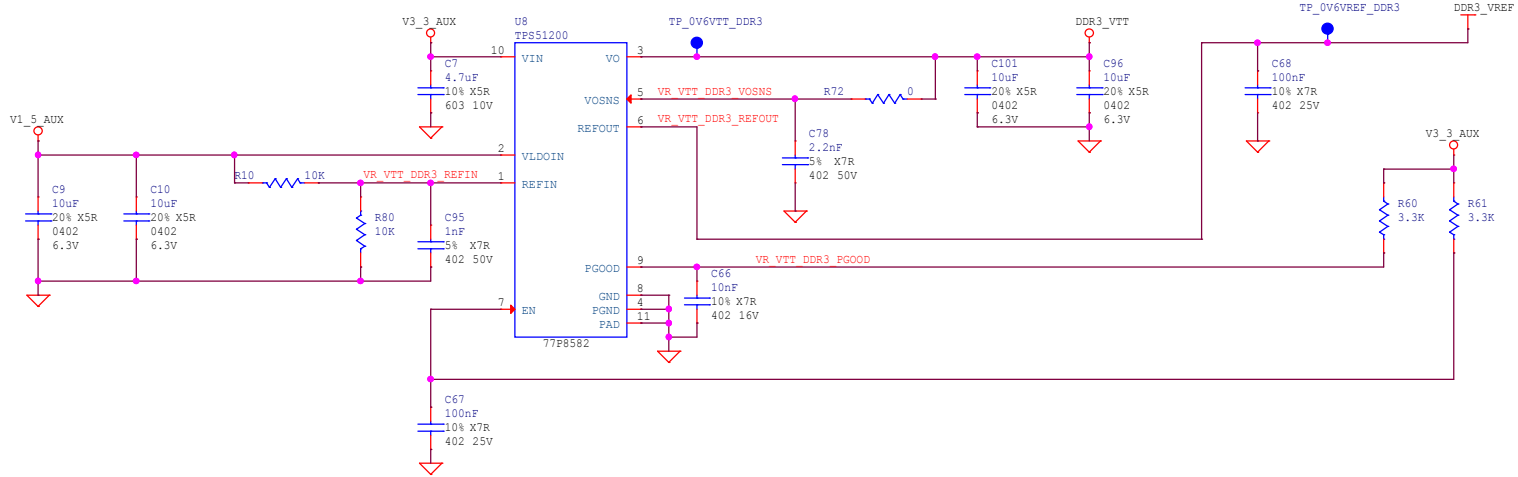 V3_3_AUX
U8
TPS51200
TP_0V6VTT_DDR3
DDR3_VTT
TP_0V6VREF_DDR3
DDR3_VREF
10
VIN
3
VO
C7
4.7uF
10% X5R
603 10V
C101
10uF
20% X5R
0402
6.3V
C96
10uF
20% X5R
0402
6.3V
C68
100nF
10% X7R
402 25V
5
VOSNS
VR_VTT_DDR3_VOSNS
R72
0
6
REFOUT
VR_VTT_DDR3_REFOUT
C78
2.2nF
5% X7R
402 50V
V1_5_AUX
V3_3_AUX
2
VLDOIN
R10
10K
VR_VTT_DDR3_REFIN
1
REFIN
C9
10uF
20% X5R
0402
6.3V
C10
10uF
20% X5R
0402
6.3V
R80
10K
C95
1nF
5% X7R
402 50V
R60
3.3K
R61
3.3K
9
PGOOD
VR_VTT_DDR3_PGOOD
C66
10nF
10% X7R
402 16V
8
GND
4
PGND
11
PAD
7
EN
77P8582
C67
100nF
10% X7R
402 25V